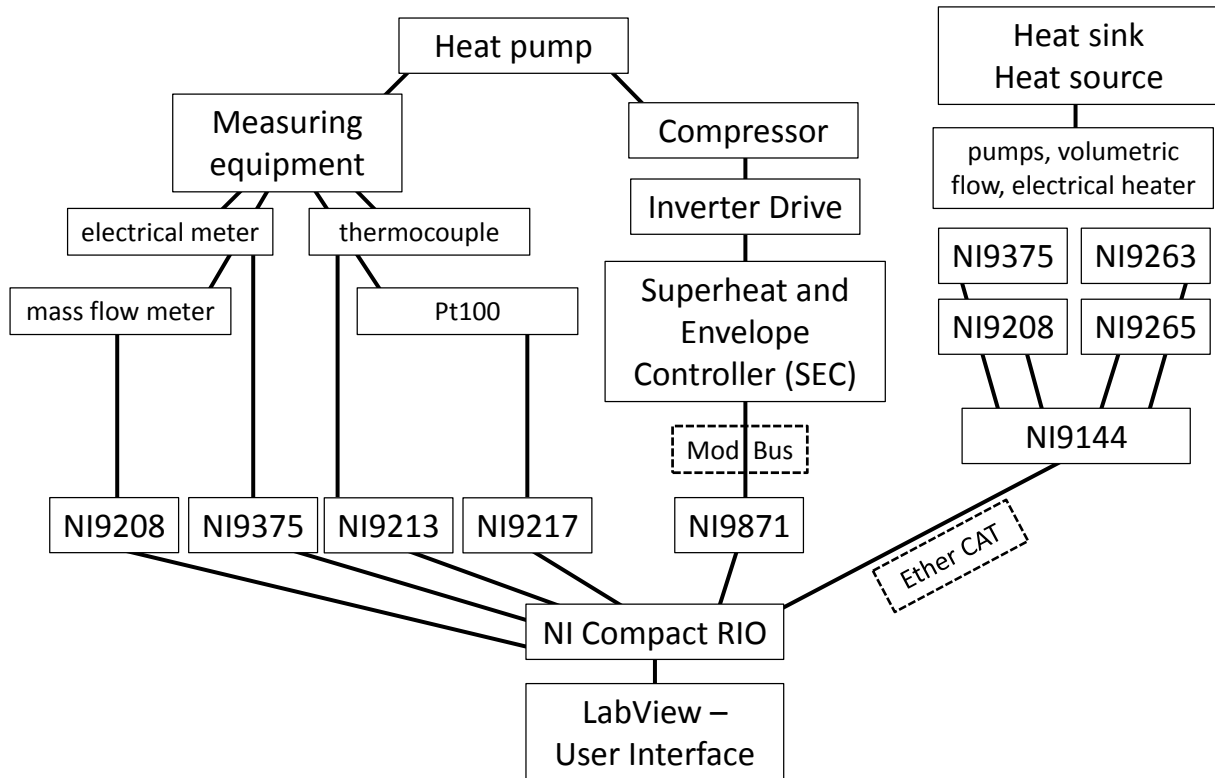 Heat pump
Heat sink
Heat source
Measuring
equipment
Compressor
pumps, volumetric
flow, electrical heater
electrical meter
thermocouple
Inverter Drive
NI9375
NI9263
mass flow meter
Pt100
Superheat and
Envelope
Controller (SEC)
NI9208
NI9265
NI9144
Mod Bus
NI9208
NI9375
NI9213
NI9217
NI9871
Ether CAT
NI Compact RIO
LabView –
User Interface